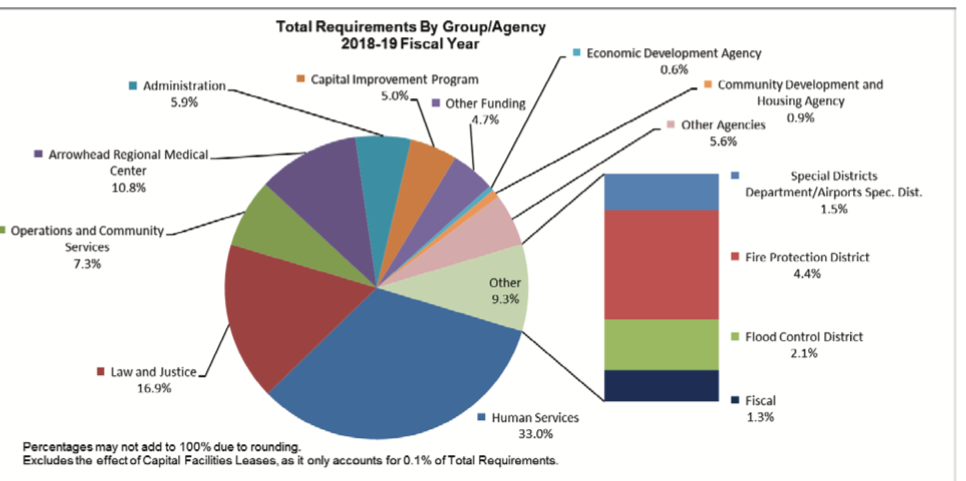 Total Requirements By Group/Agency
2018-19 Fiscal Year
Economic Development Agency
0.6%
Administration
5.9%
Capital Improvement Program
5.0%
Other Funding
4.7%
Community Development and
Housing Agency
0.9%
Other Agencies
5.6%
Arrowhead Regional Medical
Center
10.8%
Special Districts
Department/Airports Spec. Dist.
1.5%
Operations and Community
Services
7.3%
Fire Protection District
4.4%
Other
9.3%
Flood Control District
2.1%
Law and Justice
16.9%
Fiscal
1.3%
Human Services
33.0%
Percentages may not add to 100% due to rounding.
Excludes the effect of Capital Facilities Leases, as it only accounts for 0.1% of Total Requirements.